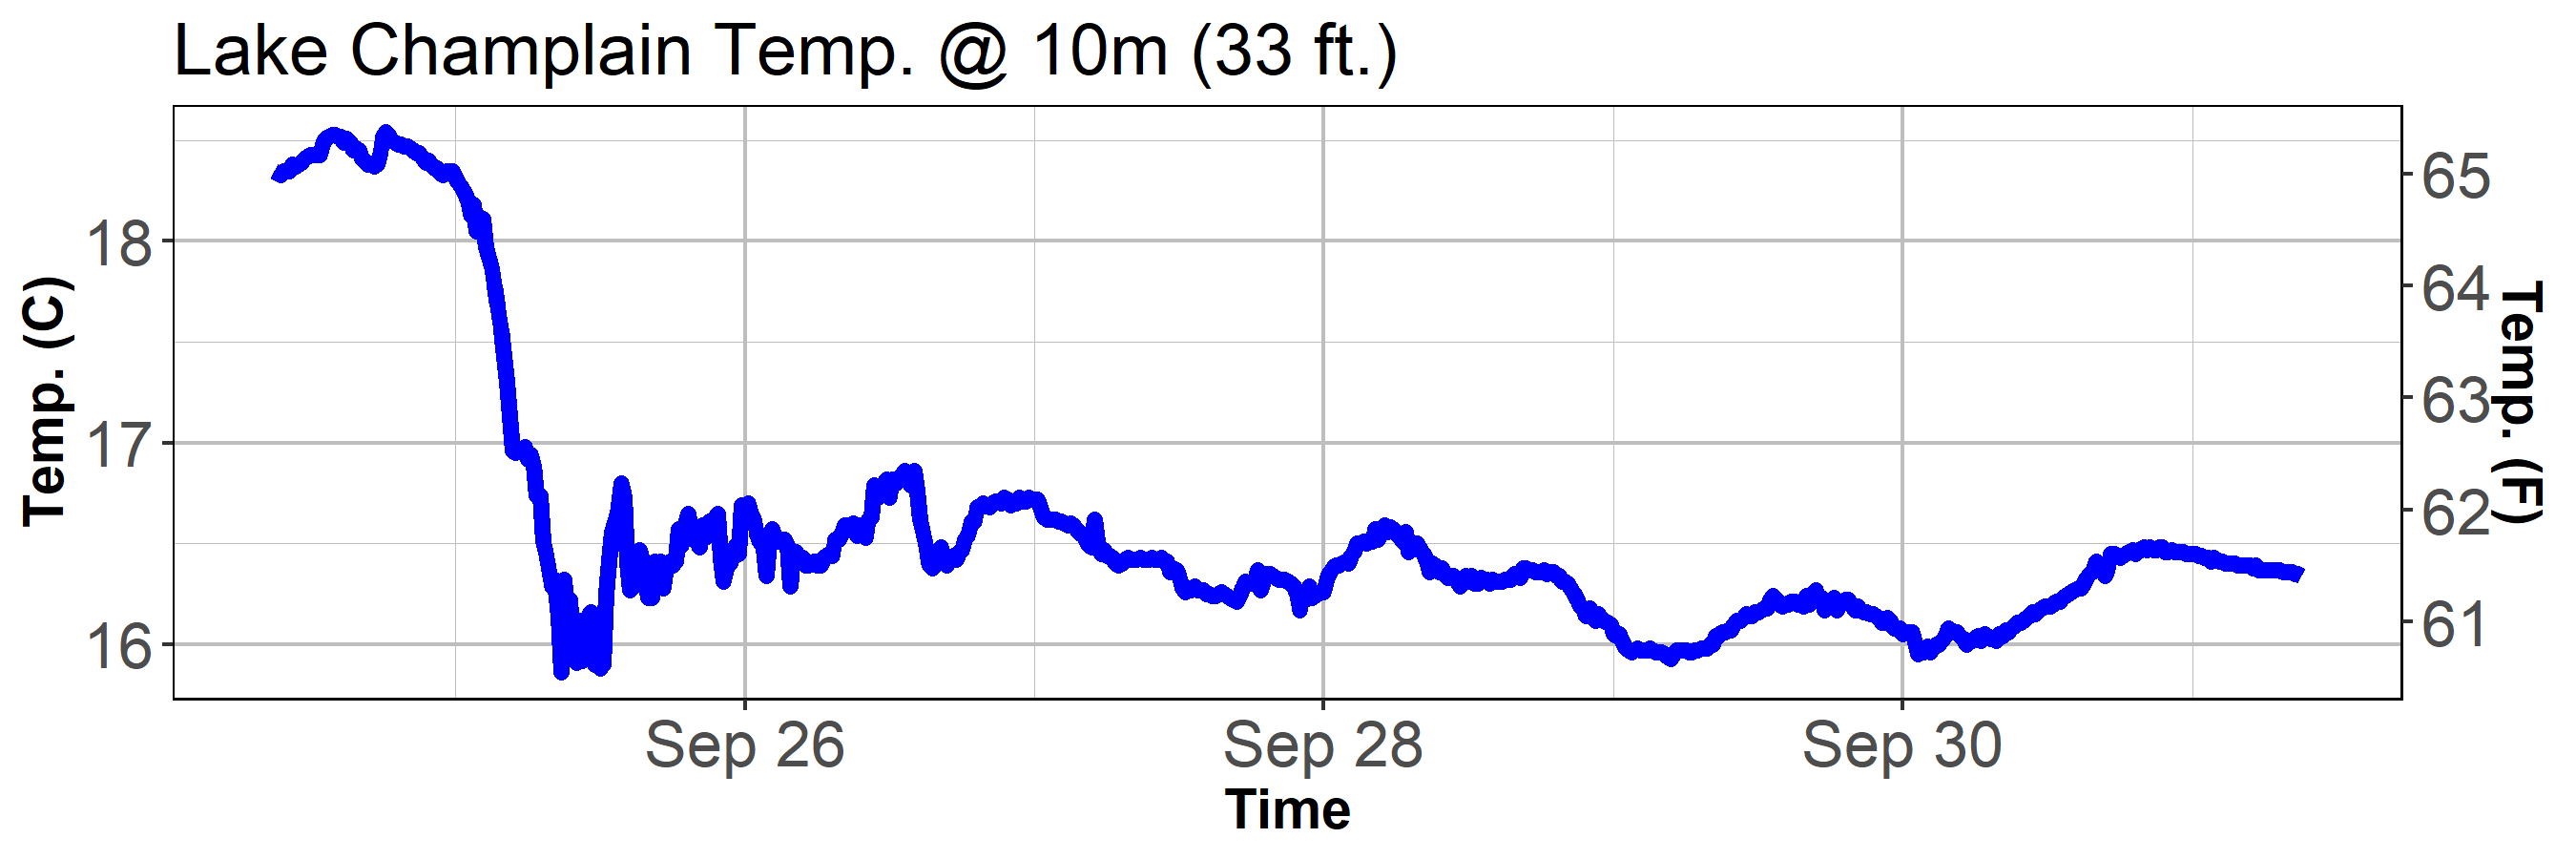 Lake Champlain Temp. @ 10m (33 ft.)
Temp. (C)
18
17
16
65
64
63
62
61
Temp. (F)
Sep 26
Sep 28
Sep 30
Time